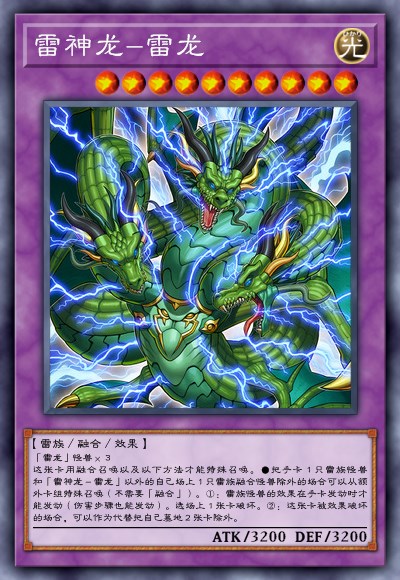 雷神龙－雷龙
ひかり
光
【雷族／融合／效果】
「雷龙」怪兽×3
这张卡用融合召唤以及以下方法才能特殊召唤。●把手卡1只雷族怪兽
和「雷神龙－雷龙」以外的自己场上1只雷族融合怪兽除外的场合可以从额
外卡组特殊召唤（不需要「融合」）。①：雷族怪兽的效果在手卡发动时才
能发动（伤害步骤也能发动）。选场上1张卡破坏。②：这张卡被效果破坏
的场合，可以作为代替把自己墓地2张卡除外。
ATK/3200 DEF/3200